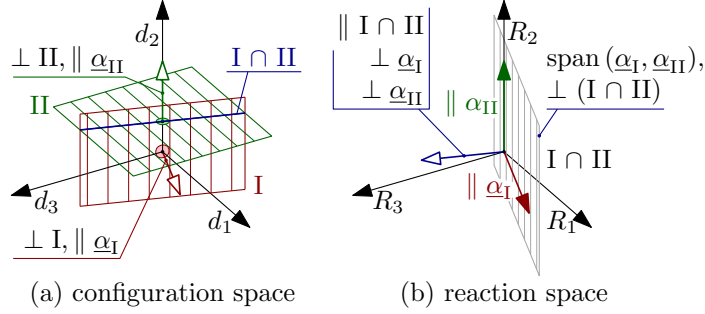 d₂
⊥ II, ∥ α_II
I ∩ II
II
I
d₃
d₁
⊥ I, ∥ α_I
(a) configuration space
∥ I ∩ II
⊥ α_I
⊥ α_II
R₂
span (α_I, α_II),
⊥ (I ∩ II)
∥ α_II
I ∩ II
∥ α_I
R₃
R₁
(b) reaction space